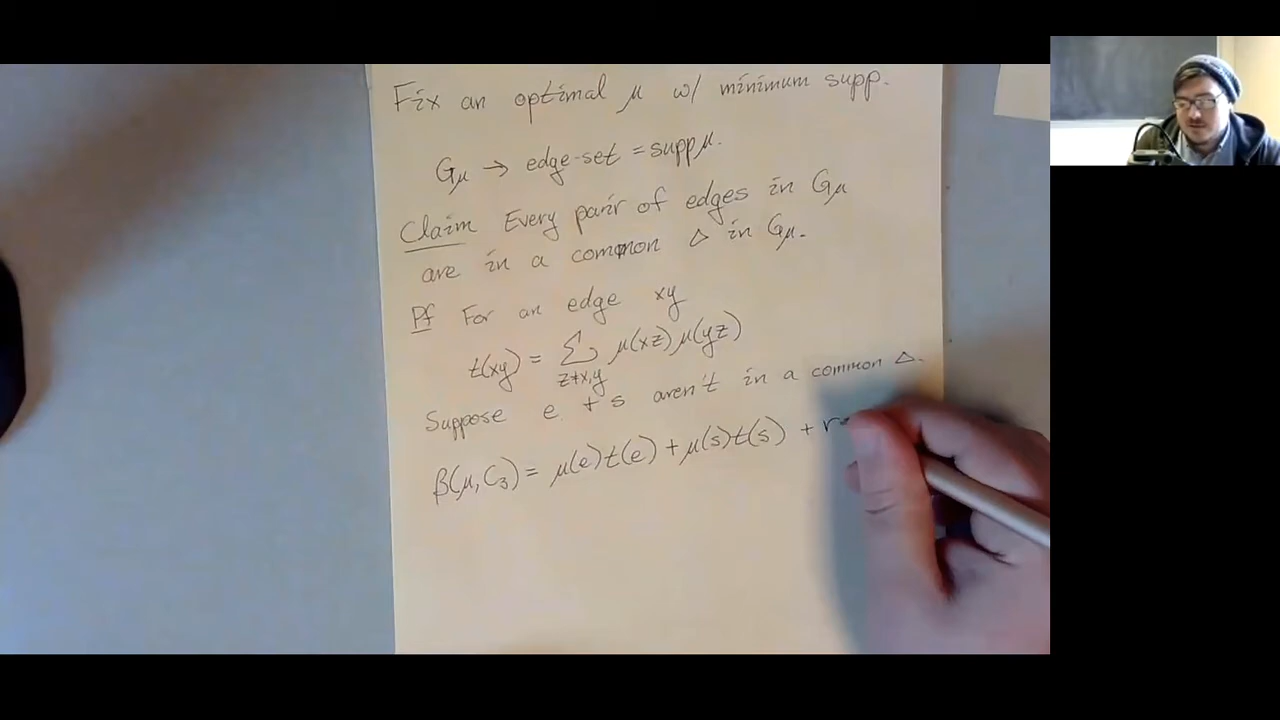 Fix an optimal μ w/ minimum supp.
Gμ → edge-set = supp μ.
Claim Every pair of edges in Gμ
are in a common Δ in Gμ.
Pf For an edge xy
t(xy) = Σ μ(xz) μ(yz)
z≠x,y
Suppose e + s aren't in a common Δ.
β(μ, C₃) = μ(e)t(e) + μ(s)t(s) +